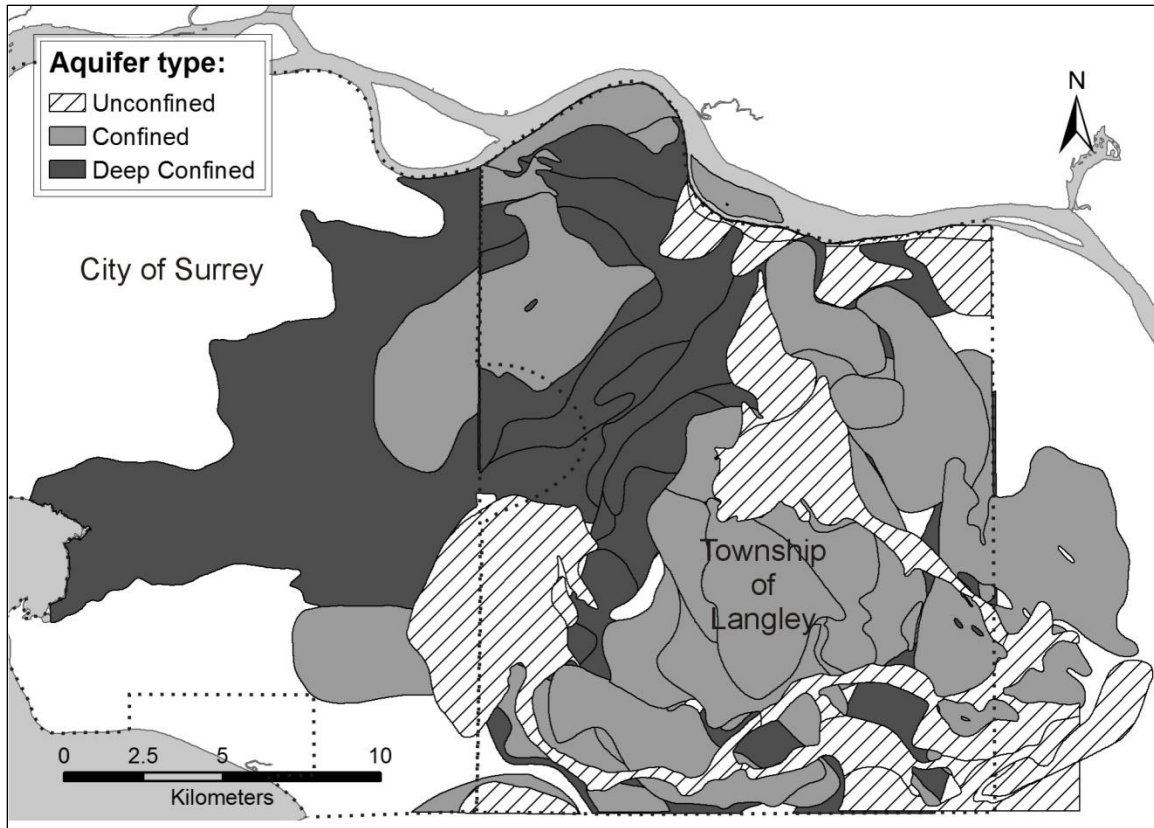 Aquifer type:
Unconfined
Confined
Deep Confined
N
City of Surrey
Township
of
Langley
0 2.5 5 10
Kilometers